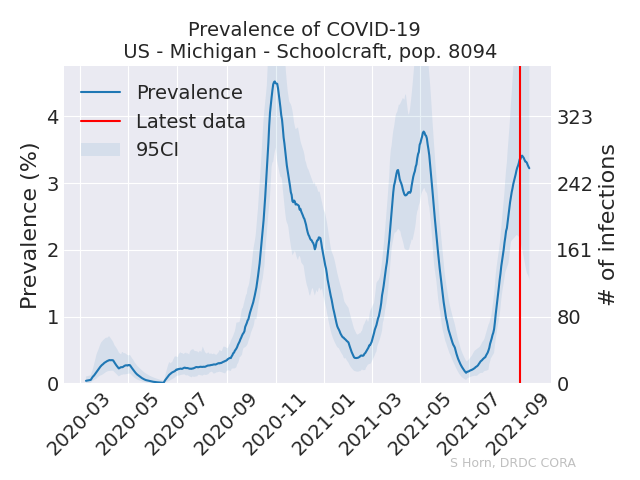 Prevalence of COVID-19
US - Michigan - Schoolcraft, pop. 8094
Prevalence
Latest data
95CI
Prevalence (%)
4
3
2
1
0
323
242
161
80
0
# of infections
2020-03
2020-05
2020-07
2020-09
2020-11
2021-01
2021-03
2021-05
2021-07
2021-09
S Horn, DRDC CORA